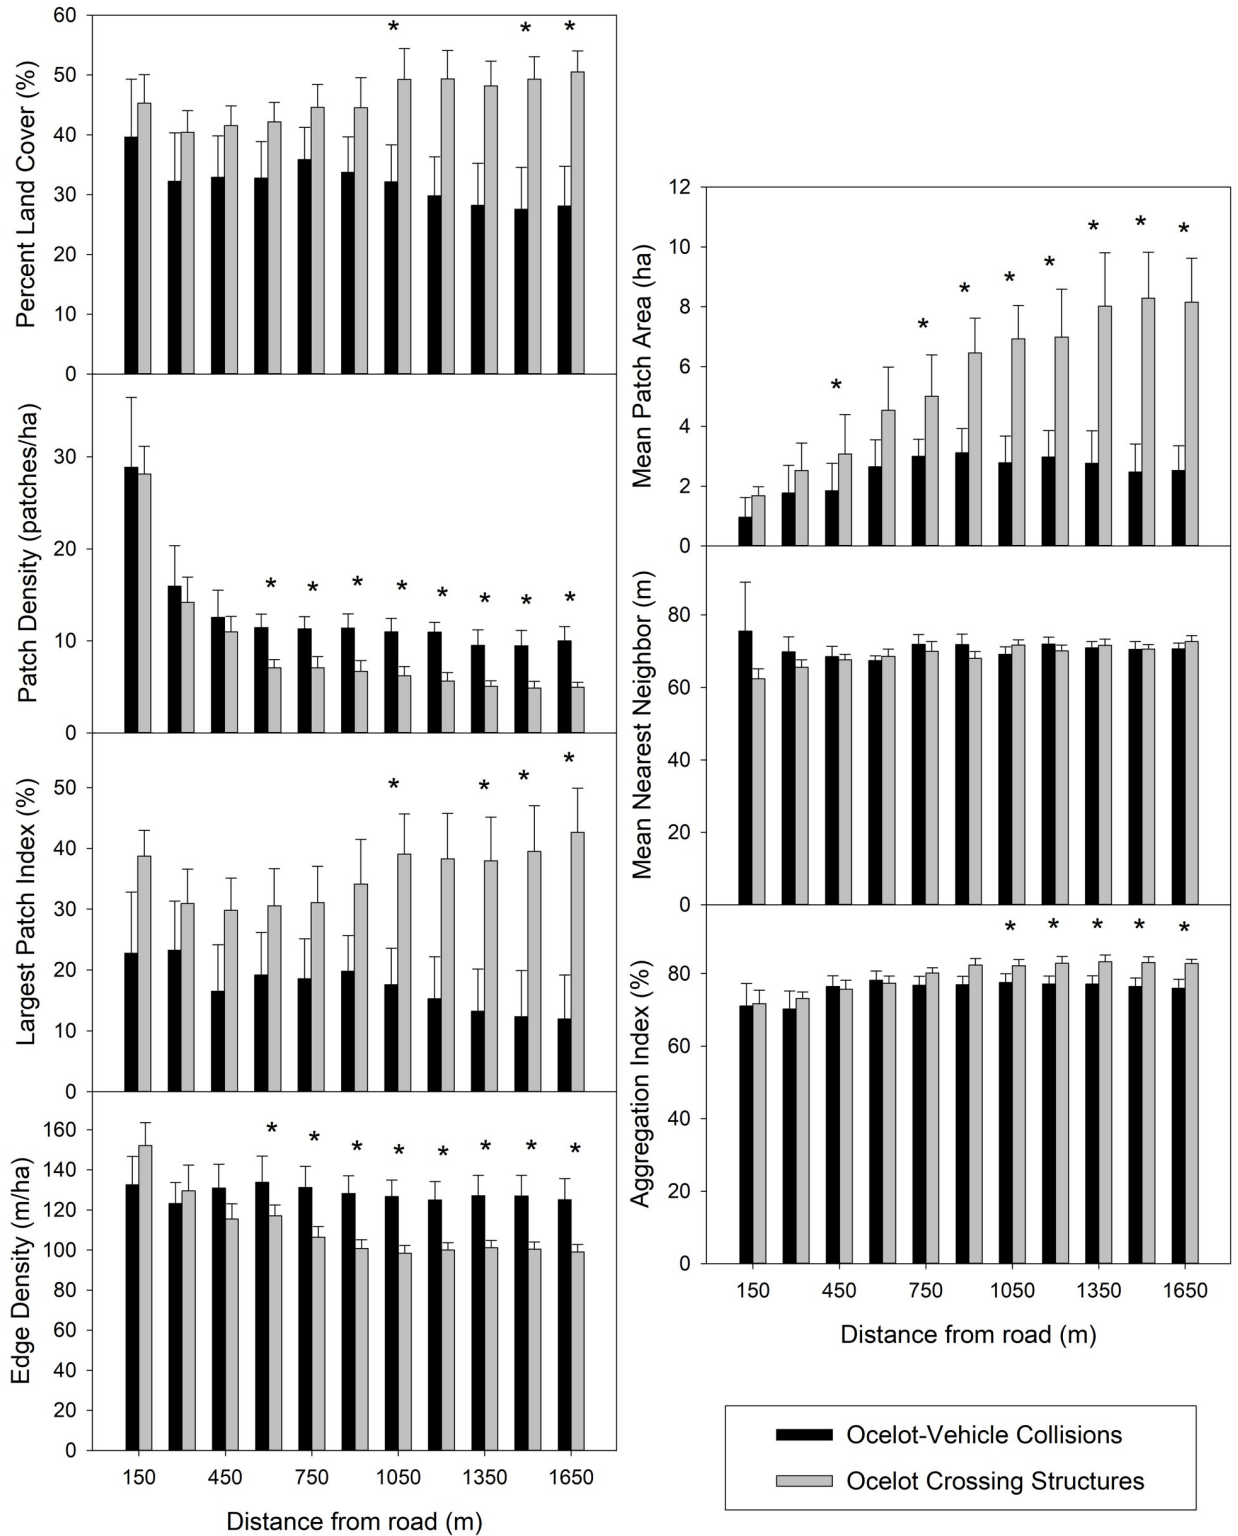 Percent Land Cover (%)
60
50
40
30
20
10
0
* * *
Patch Density (patches/ha)
30
20
10
0
* * * * * * * *
Largest Patch Index (%)
50
40
30
20
10
0
* * * *
Edge Density (m/ha)
160
140
120
100
80
60
40
20
0
* * * * * * * *
150 450 750 1050 1350 1650
Distance from road (m)
Mean Patch Area (ha)
12
10
8
6
4
2
0
* * * * * * * *
Mean Nearest Neighbor (m)
80
60
40
20
0
Aggregation Index (%)
80
60
40
20
0
* * * * *
150 450 750 1050 1350 1650
Distance from road (m)
Ocelot-Vehicle Collisions
Ocelot Crossing Structures